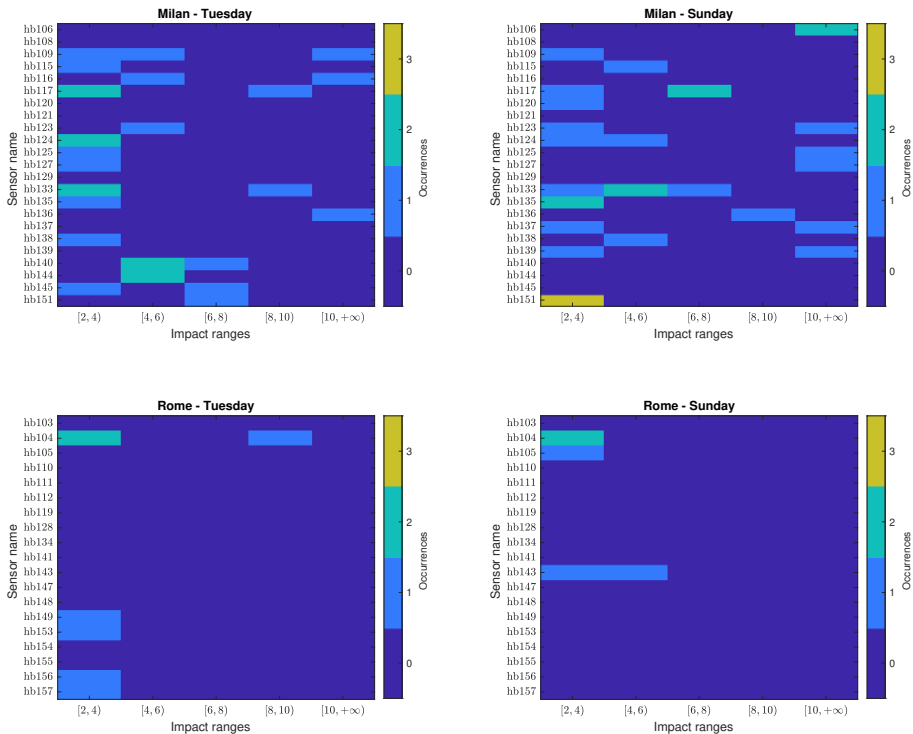 Milan - Tuesday
hb106
hb108
hb109
hb115
hb116
hb117
hb120
hb121
hb123
hb124
hb125
hb127
hb129
hb133
hb135
hb136
hb137
hb138
hb139
hb140
hb144
hb145
hb151
Sensor name
[2, 4)
[4, 6)
[6, 8)
[8, 10)
[10, +∞)
Impact ranges
3
2
1
0
Occurrences
Milan - Sunday
hb106
hb108
hb109
hb115
hb116
hb117
hb120
hb121
hb123
hb124
hb125
hb127
hb129
hb133
hb135
hb136
hb137
hb138
hb139
hb140
hb144
hb145
hb151
Sensor name
[2, 4)
[4, 6)
[6, 8)
[8, 10)
[10, +∞)
Impact ranges
3
2
1
0
Occurrences
Rome - Tuesday
hb103
hb104
hb105
hb110
hb111
hb112
hb119
hb128
hb134
hb141
hb143
hb147
hb148
hb149
hb153
hb154
hb155
hb156
hb157
Sensor name
[2, 4)
[4, 6)
[6, 8)
[8, 10)
[10, +∞)
Impact ranges
3
2
1
0
Occurrences
Rome - Sunday
hb103
hb104
hb105
hb110
hb111
hb112
hb119
hb128
hb134
hb141
hb143
hb147
hb148
hb149
hb153
hb154
hb155
hb156
hb157
Sensor name
[2, 4)
[4, 6)
[6, 8)
[8, 10)
[10, +∞)
Impact ranges
3
2
1
0
Occurrences